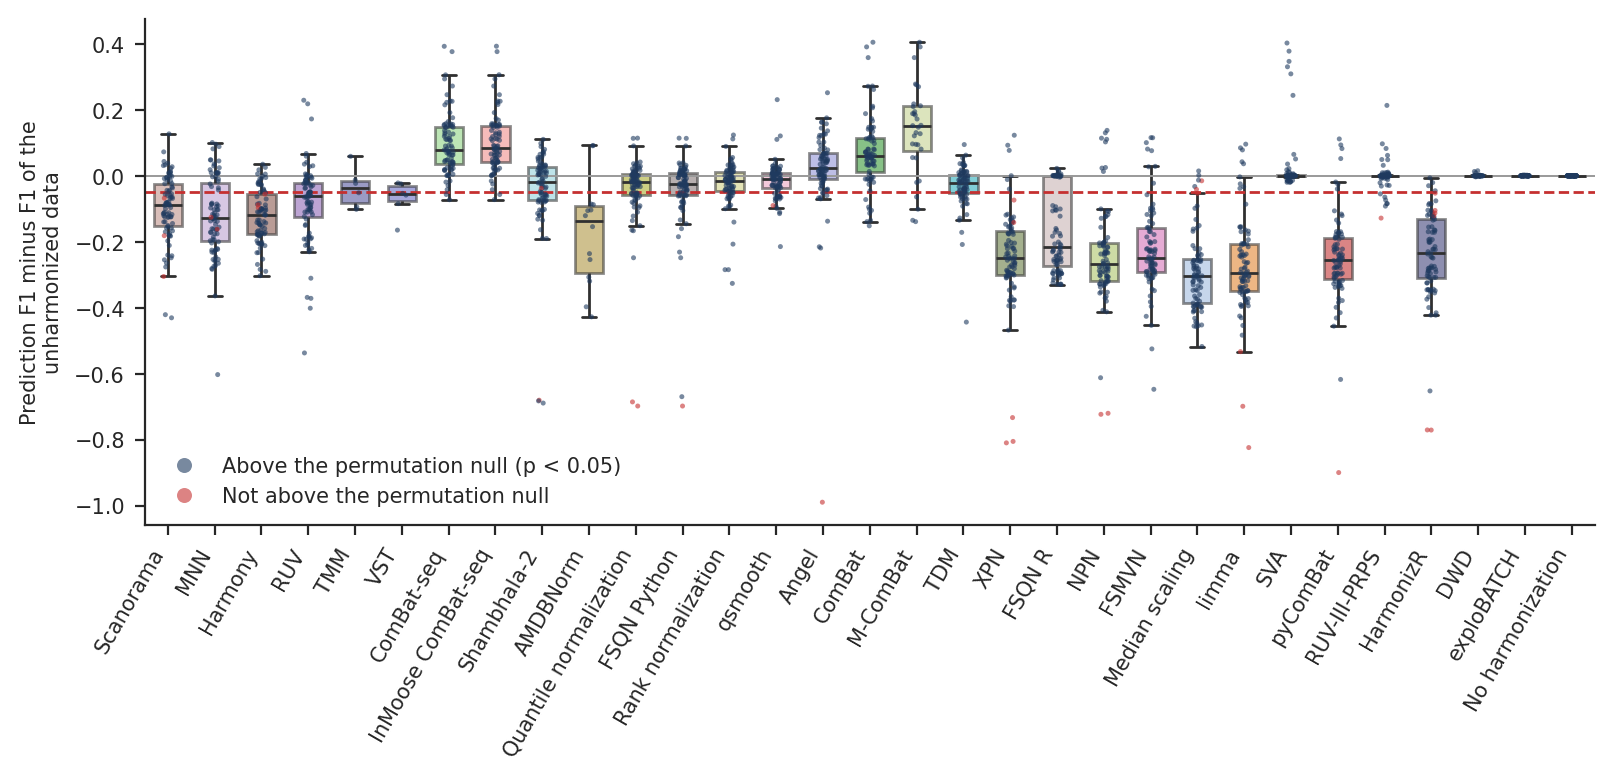 Prediction F1 minus F1 of the
unharmonized data
0.4
0.2
0.0
−0.2
−0.4
−0.6
−0.8
−1.0
Above the permutation null (p < 0.05)
Not above the permutation null
Scanorama
MNN
Harmony
RUV
TMM
VST
ComBat-seq
InMoose ComBat-seq
Shambhala-2
AMDBNorm
Quantile normalization
FSQN Python
Rank normalization
qsmooth
Angel
ComBat
M-ComBat
TDM
XPN
FSQN R
NPN
FSMVN
Median scaling
limma
SVA
pyComBat
RUV-III-PRPS
HarmonizR
DWD
exploBATCH
No harmonization